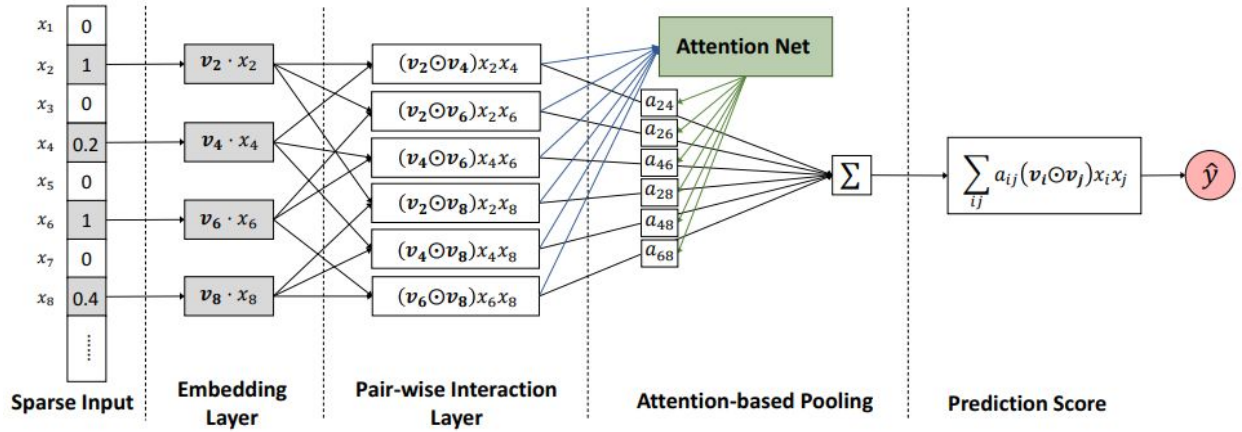 x₁ 0
x₂ 1
x₃ 0
x₄ 0.2
x₅ 0
x₆ 1
x₇ 0
x₈ 0.4
......
Sparse Input
v₂ · x₂
v₄ · x₄
v₆ · x₆
v₈ · x₈
Embedding
Layer
(v₂⊙v₄)x₂x₄
(v₂⊙v₆)x₂x₆
(v₄⊙v₆)x₄x₆
(v₂⊙v₈)x₂x₈
(v₄⊙v₈)x₄x₈
(v₆⊙v₈)x₆x₈
Pair-wise Interaction
Layer
Attention Net
a₂₄
a₂₆
a₄₆
a₂₈
a₄₈
a₆₈
∑
Attention-based Pooling
∑ᵢⱼ aᵢⱼ(vᵢ⊙vⱼ)xᵢxⱼ
ŷ
Prediction Score